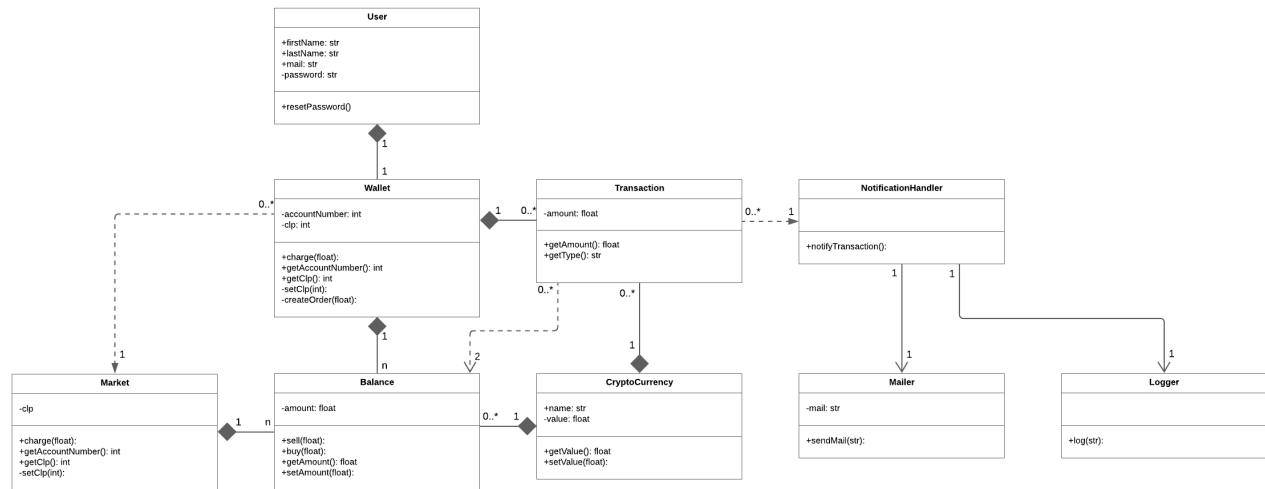 User
+firstName: str
+lastName: str
+mail: str
-password: str
+resetPassword()
1
1
Wallet
-accountNumber: int
-clp: int
+charge(float):
+getAccountNumber(): int
+getClp(): int
-setClp(int):
-createOrder(float):
0..*
1
0..*
Transaction
-amount: float
+getAmount(): float
+getType(): str
0..*
1
NotificationHandler
+notifyTransaction():
0..*
0..*
1
1
1
n
2
1
1
1
1
Market
-clp
+charge(float):
+getAccountNumber(): int
+getClp(): int
-setClp(int):
1
n
Balance
-amount: float
+sell(float):
+buy(float):
+getAmount(): float
+setAmount(float):
0..*
1
CryptoCurrency
+name: str
-value: float
+getValue(): float
+setValue(float):
Mailer
-mail: str
+sendMail(str):
Logger
+log(str):